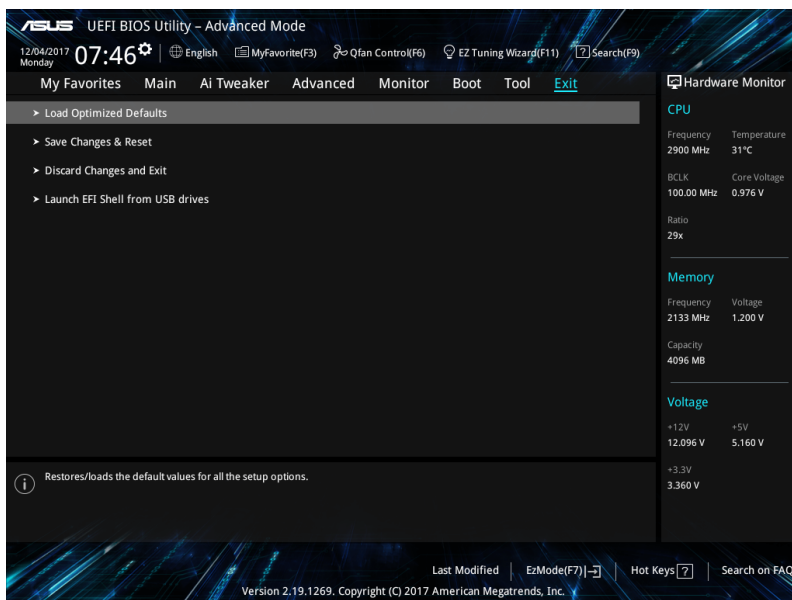 ASUS UEFI BIOS Utility – Advanced Mode
12/04/2017 Monday 07:46 English MyFavorite(F3) Qfan Control(F6) EZ Tuning Wizard(F11) ? Search(F9)
My Favorites Main Ai Tweaker Advanced Monitor Boot Tool Exit
Load Optimized Defaults
Save Changes & Reset
Discard Changes and Exit
Launch EFI Shell from USB drives
Hardware Monitor
CPU
Frequency Temperature
2900 MHz 31°C
BCLK Core Voltage
100.00 MHz 0.976 V
Ratio
29x
Memory
Frequency Voltage
2133 MHz 1.200 V
Capacity
4096 MB
Voltage
+12V +5V
12.096 V 5.160 V
+3.3V
3.360 V
i Restores/loads the default values for all the setup options.
Last Modified | EzMode(F7) | Hot Keys ? | Search on FAQ
Version 2.19.1269. Copyright (C) 2017 American Megatrends, Inc.